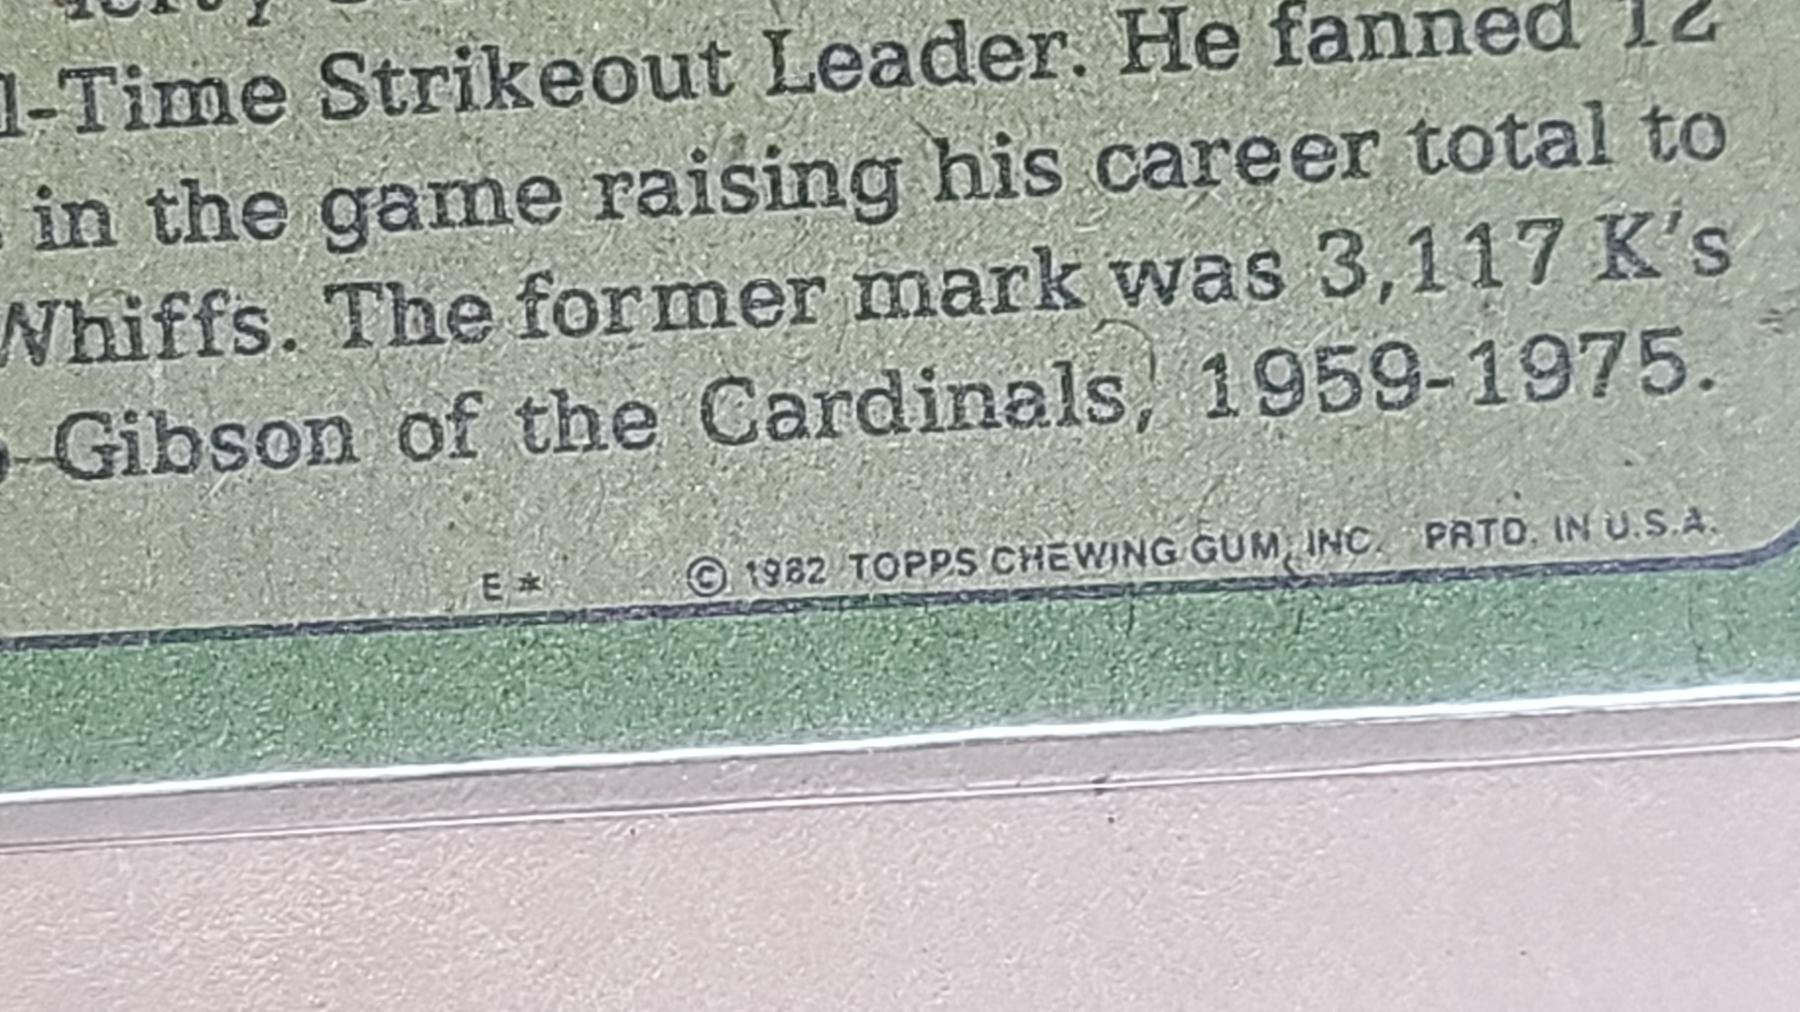 l-Time Strikeout Leader. He fanned 12
in the game raising his career total to
Whiffs. The former mark was 3,117 K's
Gibson of the Cardinals, 1959-1975.
E * © 1982 TOPPS CHEWING GUM, INC. PRTD. IN U.S.A.